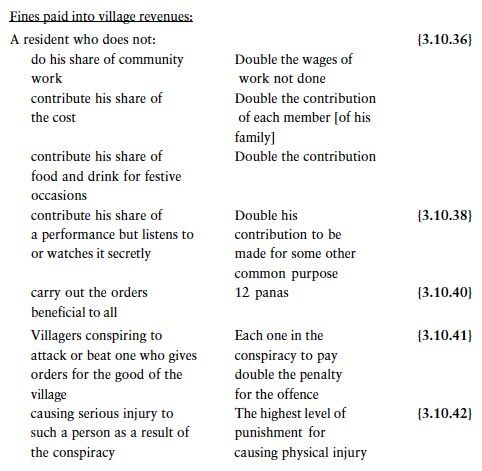 Fines paid into village revenues:
A resident who does not: {3.10.36}
do his share of community Double the wages of
work work not done
contribute his share of Double the contribution
the cost of each member [of his
family]
contribute his share of Double the contribution
food and drink for festive
occasions
contribute his share of Double his {3.10.38}
a performance but listens to contribution to be
or watches it secretly made for some other
common purpose
carry out the orders 12 panas {3.10.40}
beneficial to all
Villagers conspiring to Each one in the {3.10.41}
attack or beat one who gives conspiracy to pay
orders for the good of the double the penalty
village for the offence
causing serious injury to The highest level of {3.10.42}
such a person as a result of punishment for
the conspiracy causing physical injury